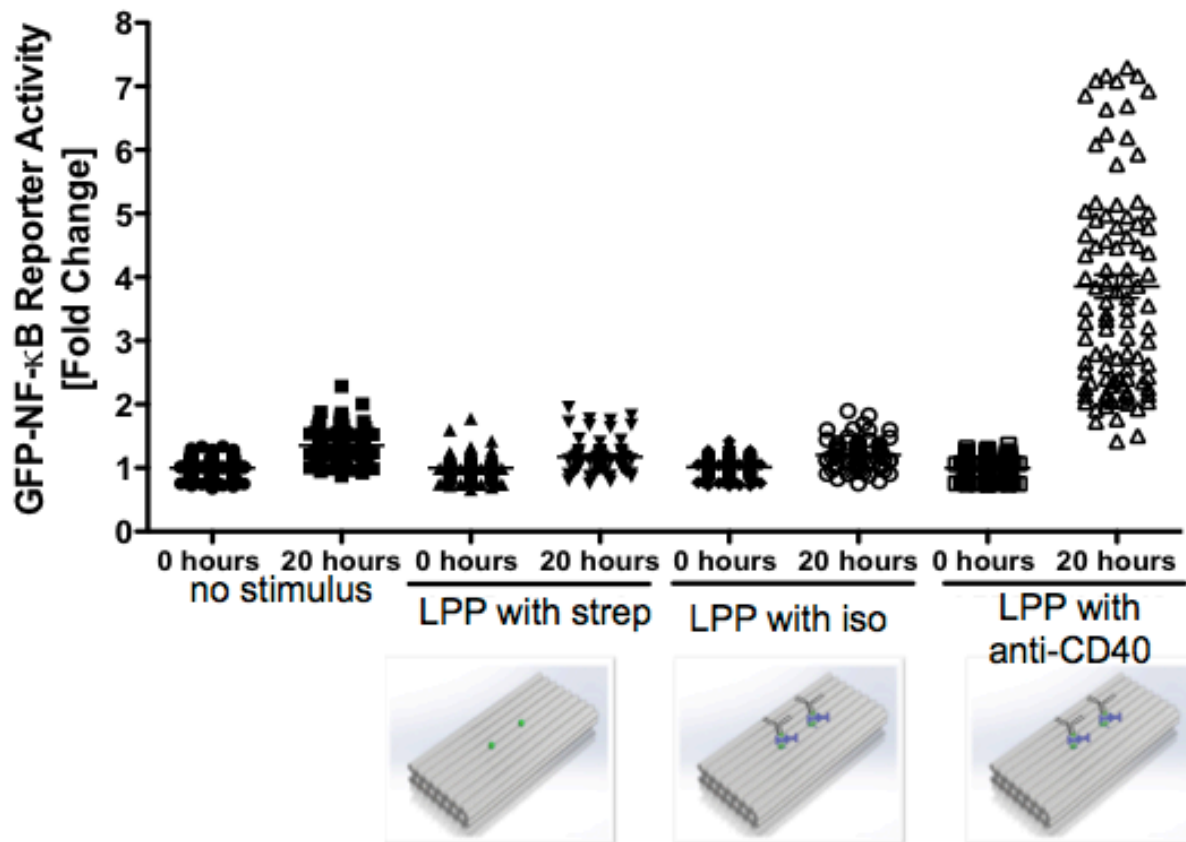 GFP-NF-κB Reporter Activity
[Fold Change]
8
7
6
5
4
3
2
1
0
0 hours 20 hours 0 hours 20 hours 0 hours 20 hours 0 hours 20 hours
no stimulus LPP with strep LPP with iso LPP with
anti-CD40